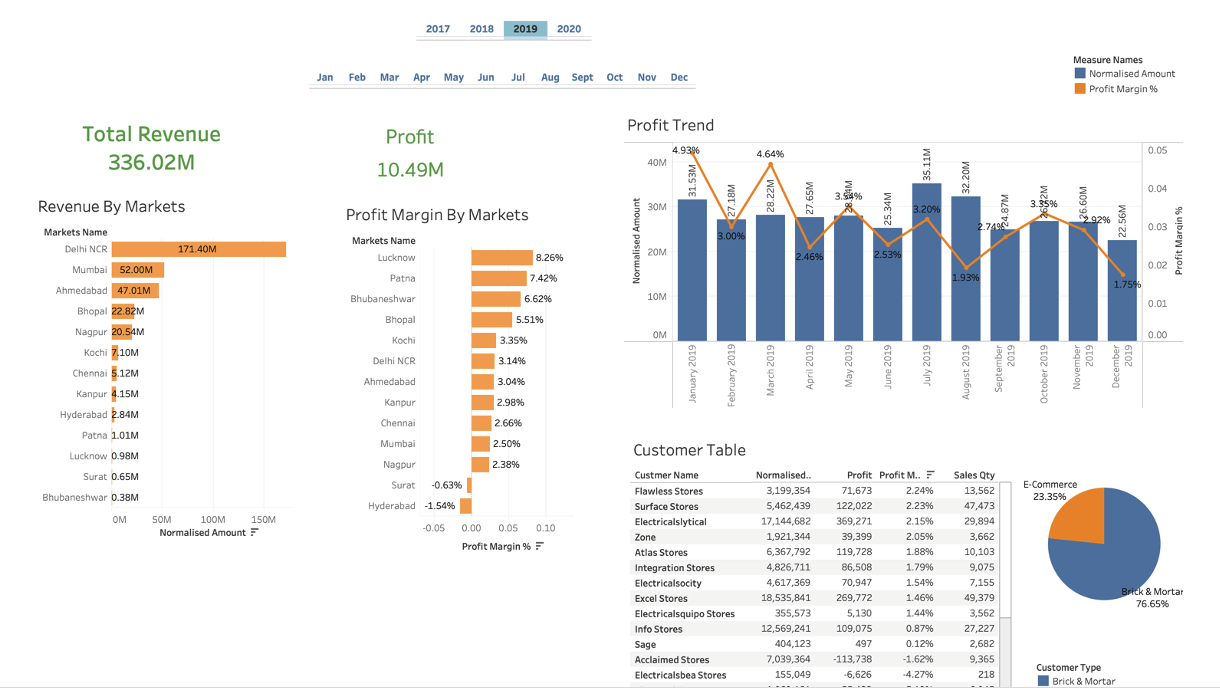 2017 2018 2019 2020
Jan Feb Mar Apr May Jun Jul Aug Sept Oct Nov Dec
Measure Names
Normalised Amount
Profit Margin %
Total Revenue
336.02M
Profit
10.49M
Revenue By Markets
Markets Name
Delhi NCR 171.40M
Mumbai 52.00M
Ahmedabad 47.01M
Bhopal 22.82M
Nagpur 20.54M
Kochi 7.10M
Chennai 5.12M
Kanpur 4.15M
Hyderabad 2.84M
Patna 1.01M
Lucknow 0.98M
Surat 0.65M
Bhubaneshwar 0.38M
0M 50M 100M 150M
Normalised Amount
Profit Margin By Markets
Markets Name
Lucknow 8.26%
Patna 7.42%
Bhubaneshwar 6.62%
Bhopal 5.51%
Kochi 3.35%
Delhi NCR 3.14%
Ahmedabad 3.04%
Kanpur 2.98%
Chennai 2.66%
Mumbai 2.50%
Nagpur 2.38%
Surat -0.63%
Hyderabad -1.54%
-0.05 0.00 0.05 0.10
Profit Margin %
Profit Trend
Normalised Amount
40M
30M
20M
10M
0M
31.53M
27.18M
28.22M
27.65M
25.34M
35.11M
32.20M
24.87M
26.60M
22.56M
4.93%
3.00%
4.64%
2.46%
3.54%
2.53%
3.20%
1.93%
2.74%
3.35%
2.92%
1.75%
0.05
0.04
0.03
0.02
0.01
0.00
Profit Margin %
January 2019
February 2019
March 2019
April 2019
May 2019
June 2019
July 2019
August 2019
September
2019
October 2019
November
2019
December
2019
Customer Table
Custmer Name Normalised.. Profit Profit M.. Sales Qty
Flawless Stores 3,199,354 71,673 2.24% 13,562
Surface Stores 5,462,439 122,022 2.23% 47,473
Electricalslytical 17,144,682 369,271 2.15% 29,894
Zone 1,921,344 39,399 2.05% 3,662
Atlas Stores 6,367,792 119,728 1.88% 10,103
Integration Stores 4,826,711 86,508 1.79% 9,075
Electricalsocity 4,617,369 70,947 1.54% 7,155
Excel Stores 18,535,841 269,772 1.46% 49,379
Electricalsquipo Stores 355,573 5,130 1.44% 3,562
Info Stores 12,569,241 109,075 0.87% 27,227
Sage 404,123 497 0.12% 2,682
Acclaimed Stores 7,039,364 -113,738 -1.62% 9,365
Electricalsbea Stores 155,049 -6,626 -4.27% 218
E-Commerce
23.35%
Brick & Mortar
76.65%
Customer Type
Brick & Mortar